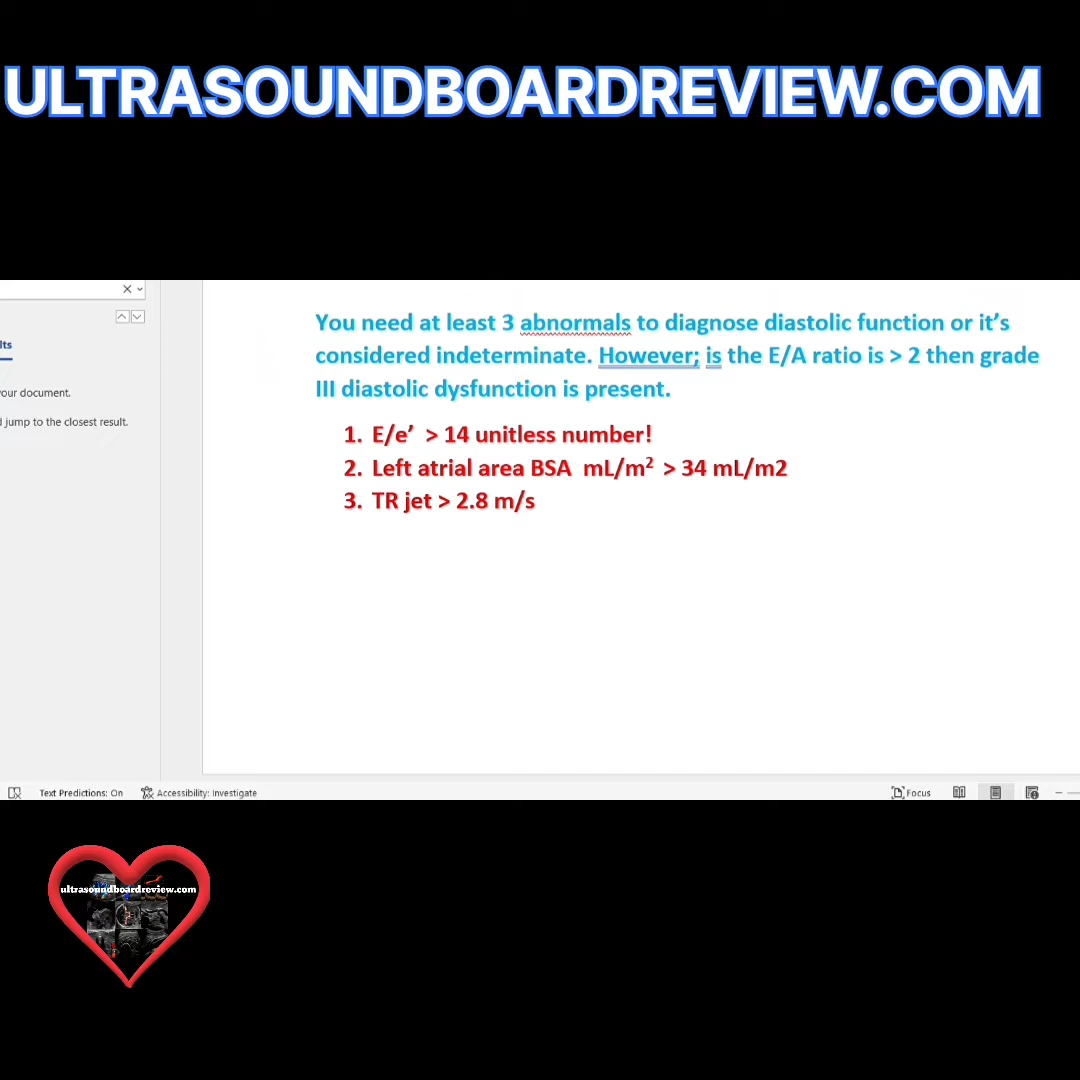 ULTRASOUNDBOARDREVIEW.COM
You need at least 3 abnormals to diagnose diastolic function or it’s
considered indeterminate. However; is the E/A ratio is > 2 then grade
III diastolic dysfunction is present.
lts
your document.
jump to the closest result.
1. E/e’ > 14 unitless number!
2. Left atrial area BSA mL/m² > 34 mL/m2
3. TR jet > 2.8 m/s
Text Predictions: On
Accessibility: Investigate
Focus
ultrasoundboardreview.com